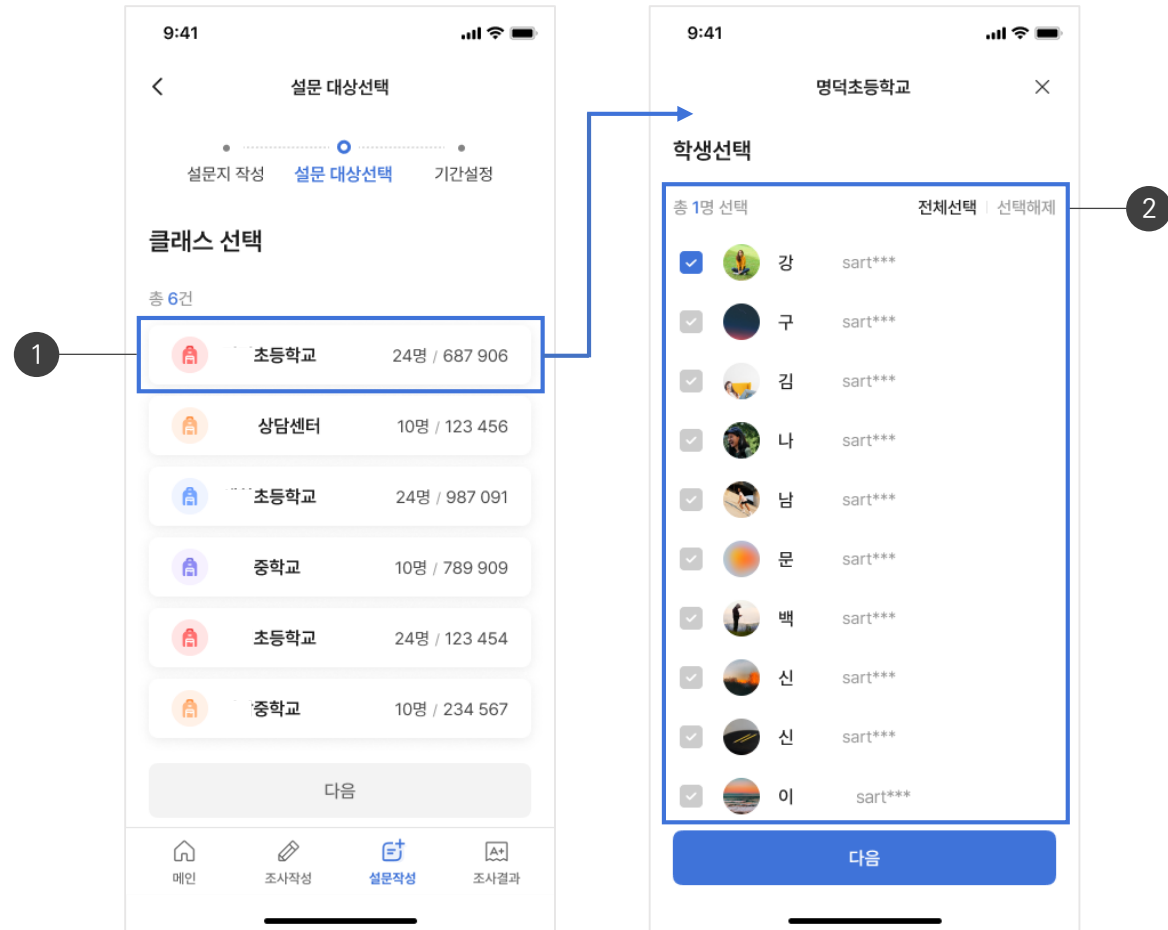 9:41
설문 대상선택
설문지 작성 설문 대상선택 기간설정
클래스 선택
총 6건
초등학교 24명 / 687 906
상담센터 10명 / 123 456
초등학교 24명 / 987 091
중학교 10명 / 789 909
초등학교 24명 / 123 454
중학교 10명 / 234 567
다음
메인 조사작성 설문작성 A+ 조사결과
1
9:41
명덕초등학교
학생선택
총 1명 선택 전체선택 선택해제
강 sart***
구 sart***
김 sart***
나 sart***
남 sart***
문 sart***
백 sart***
신 sart***
신 sart***
이 sart***
다음
2